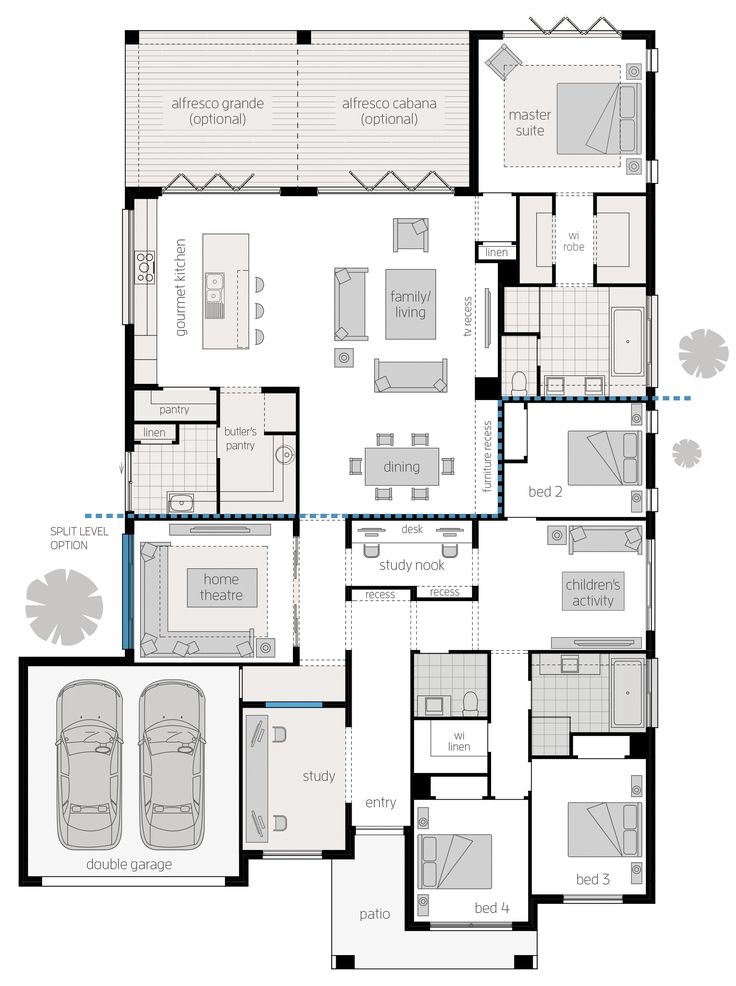 alfresco grande
(optional)
alfresco cabana
(optional)
master
suite
wi
robe
linen
gourmet kitchen
family/
living
tv recess
pantry
linen
butler's
pantry
dining
furniture recess
bed 2
SPLIT LEVEL
OPTION
home
theatre
desk
study nook
recess
recess
children's
activity
wi
linen
study
entry
double garage
bed 3
bed 4
patio